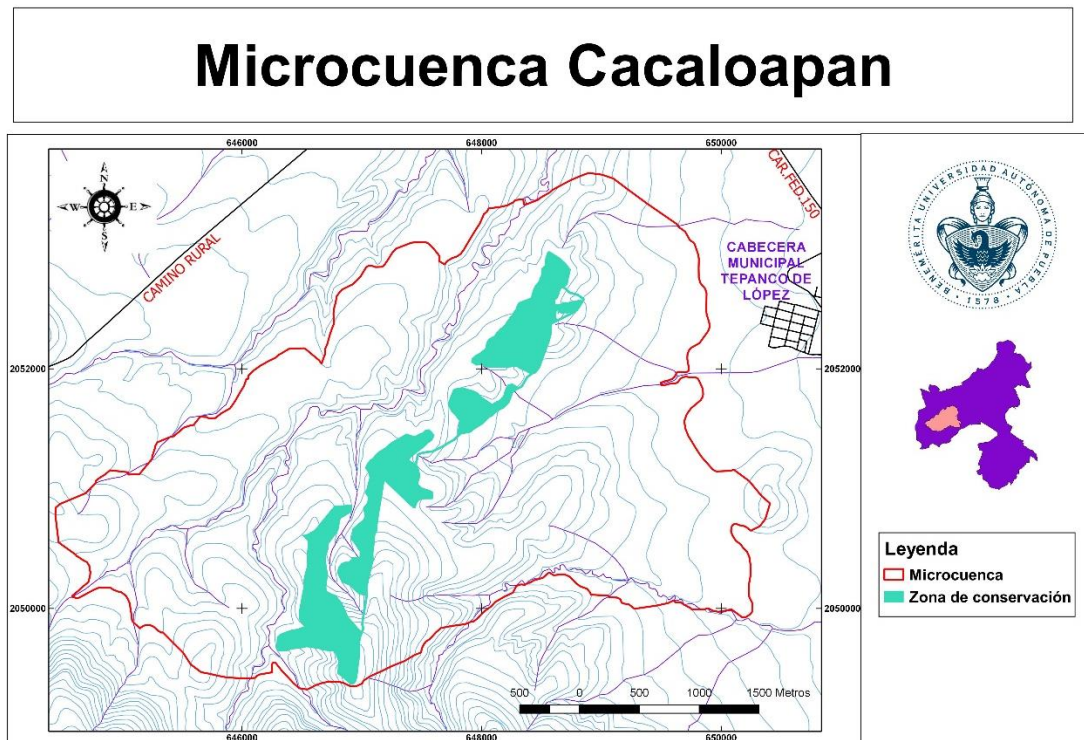 Microcuenca Cacaloapan
646000
648000
650000
N
W
E
S
CAMINO RURAL
CAR.FED.150
CABECERA
MUNICIPAL
TEPANCO DE
LÓPEZ
2052000
2052000
2050000
2050000
500 0 500 1000 1500 Metros
646000
648000
650000
BENEMÉRITA UNIVERSIDAD AUTÓNOMA DE PUEBLA
1578
Leyenda
Microcuenca
Zona de conservación